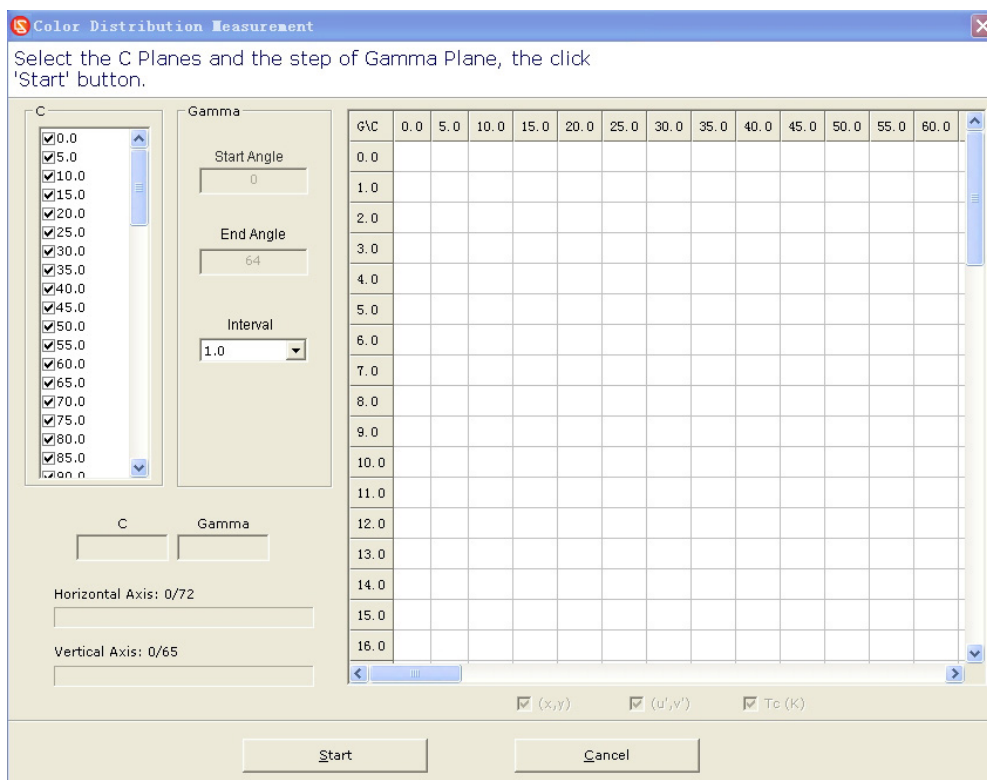 Color Distribution Measurement
Select the C Planes and the step of Gamma Plane, the click
'Start' button.
C
0.0
5.0
10.0
15.0
20.0
25.0
30.0
35.0
40.0
45.0
50.0
55.0
60.0
65.0
70.0
75.0
80.0
85.0
90.0
Gamma
Start Angle
0
End Angle
64
Interval
1.0
C Gamma
Horizontal Axis: 0/72
Vertical Axis: 0/65
G\C 0.0 5.0 10.0 15.0 20.0 25.0 30.0 35.0 40.0 45.0 50.0 55.0 60.0
0.0
1.0
2.0
3.0
4.0
5.0
6.0
7.0
8.0
9.0
10.0
11.0
12.0
13.0
14.0
15.0
16.0
(x,y) (u',v') Tc (K)
Start Cancel